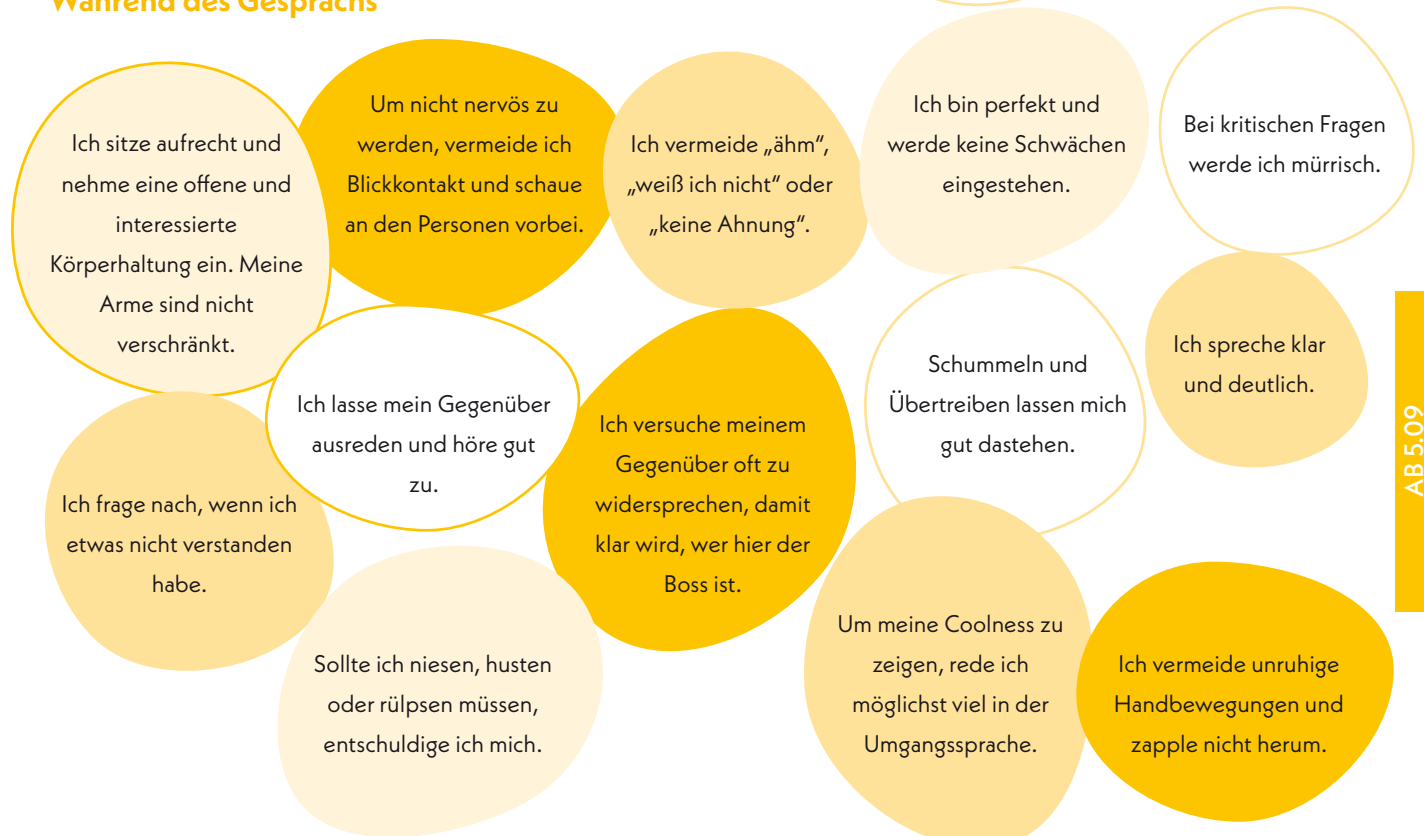 Während des Gesprächs
Ich sitze aufrecht und
nehme eine offene und
interessierte
Körperhaltung ein. Meine
Arme sind nicht
verschränkt.
Um nicht nervös zu
werden, vermeide ich
Blickkontakt und schaue
an den Personen vorbei.
Ich vermeide „ähm“,
„weiß ich nicht“ oder
„keine Ahnung“.
Ich bin perfekt und
werde keine Schwächen
eingestehen.
Bei kritischen Fragen
werde ich mürrisch.
Ich lasse mein Gegenüber
ausreden und höre gut
zu.
Ich versuche meinem
Gegenüber oft zu
widersprechen, damit
klar wird, wer hier der
Boss ist.
Schummeln und
Übertreiben lassen mich
gut dastehen.
Ich spreche klar
und deutlich.
Ich frage nach, wenn ich
etwas nicht verstanden
habe.
Sollte ich niesen, husten
oder rülpsen müssen,
entschuldige ich mich.
Um meine Coolness zu
zeigen, rede ich
möglichst viel in der
Umgangssprache.
Ich vermeide unruhige
Handbewegungen und
zapple nicht herum.
AB 5.09